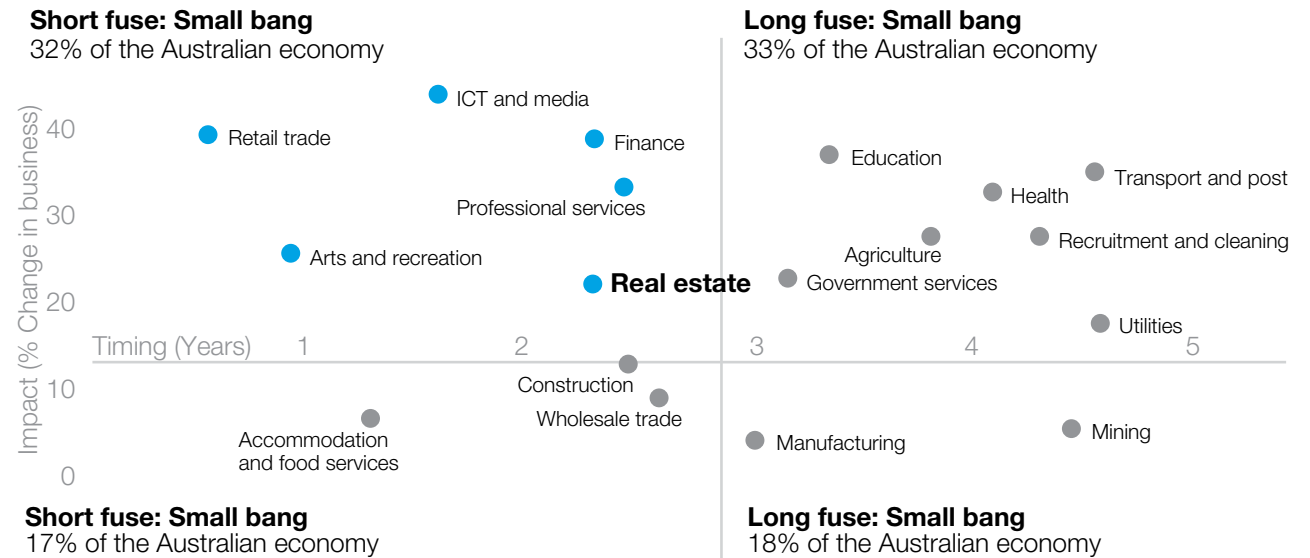 Short fuse: Small bang
32% of the Australian economy
Long fuse: Small bang
33% of the Australian economy
Impact (% Change in business)
40
30
20
10
0
ICT and media
Retail trade
Finance
Professional services
Arts and recreation
Real estate
Education
Transport and post
Health
Agriculture
Recruitment and cleaning
Government services
Utilities
Timing (Years)
1
2
3
4
5
Construction
Wholesale trade
Accommodation
and food services
Manufacturing
Mining
Short fuse: Small bang
17% of the Australian economy
Long fuse: Small bang
18% of the Australian economy